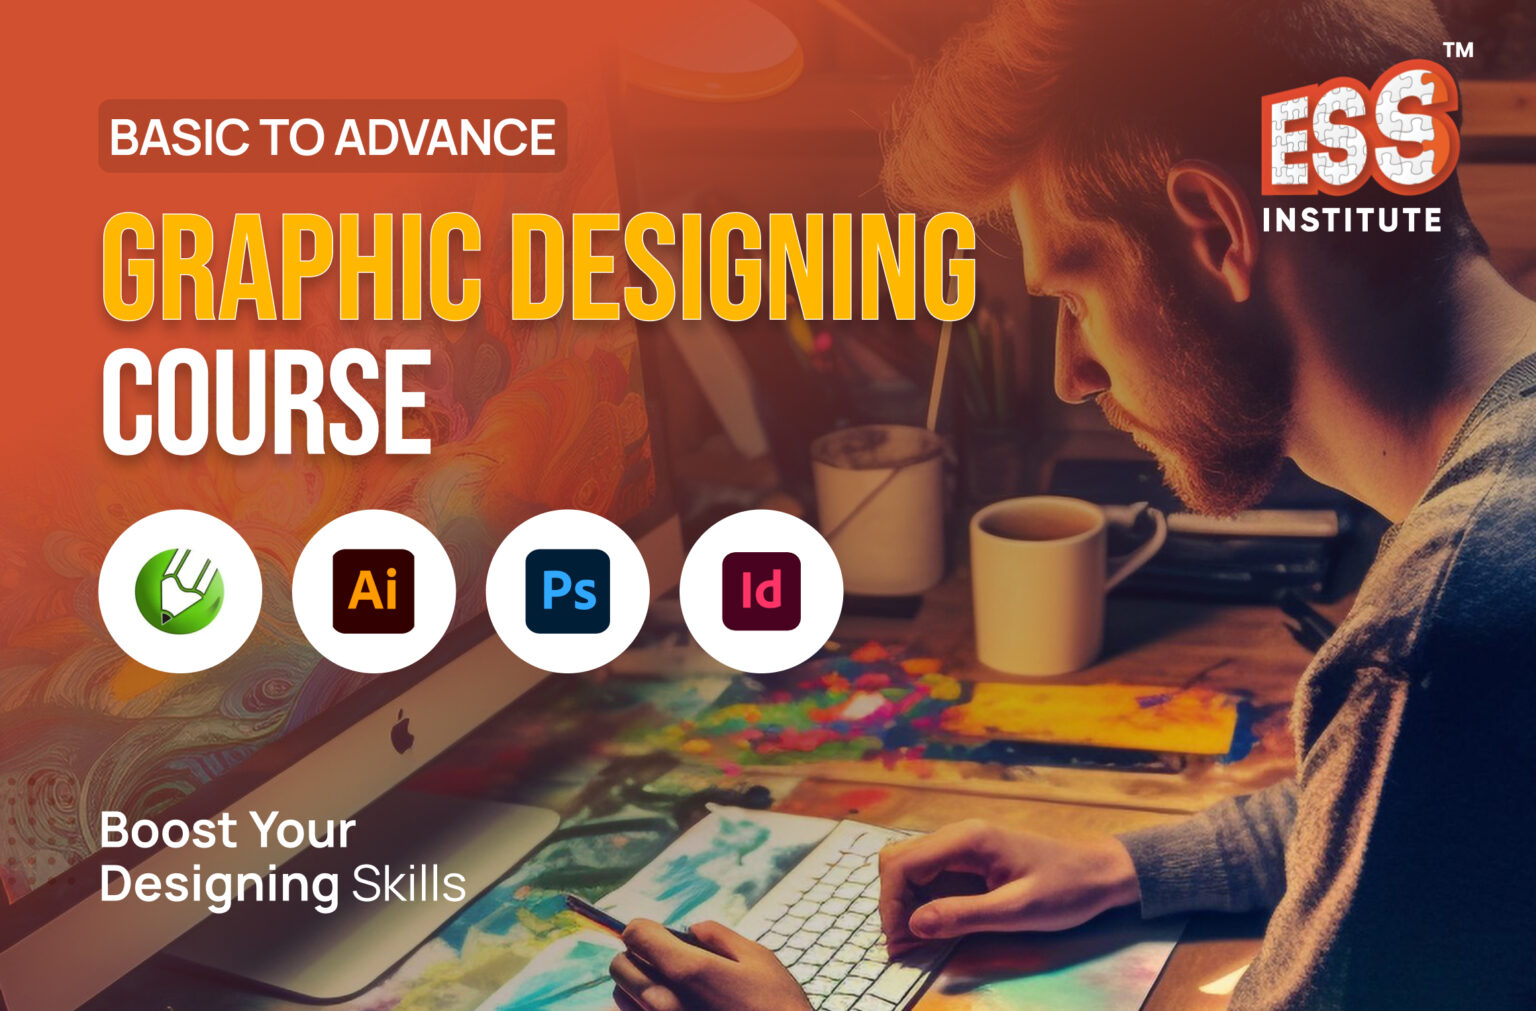 BASIC TO ADVANCE
GRAPHIC DESIGNING
COURSE
Ai
Ps
Id
Boost Your
Designing Skills
TM
ESS
INSTITUTE